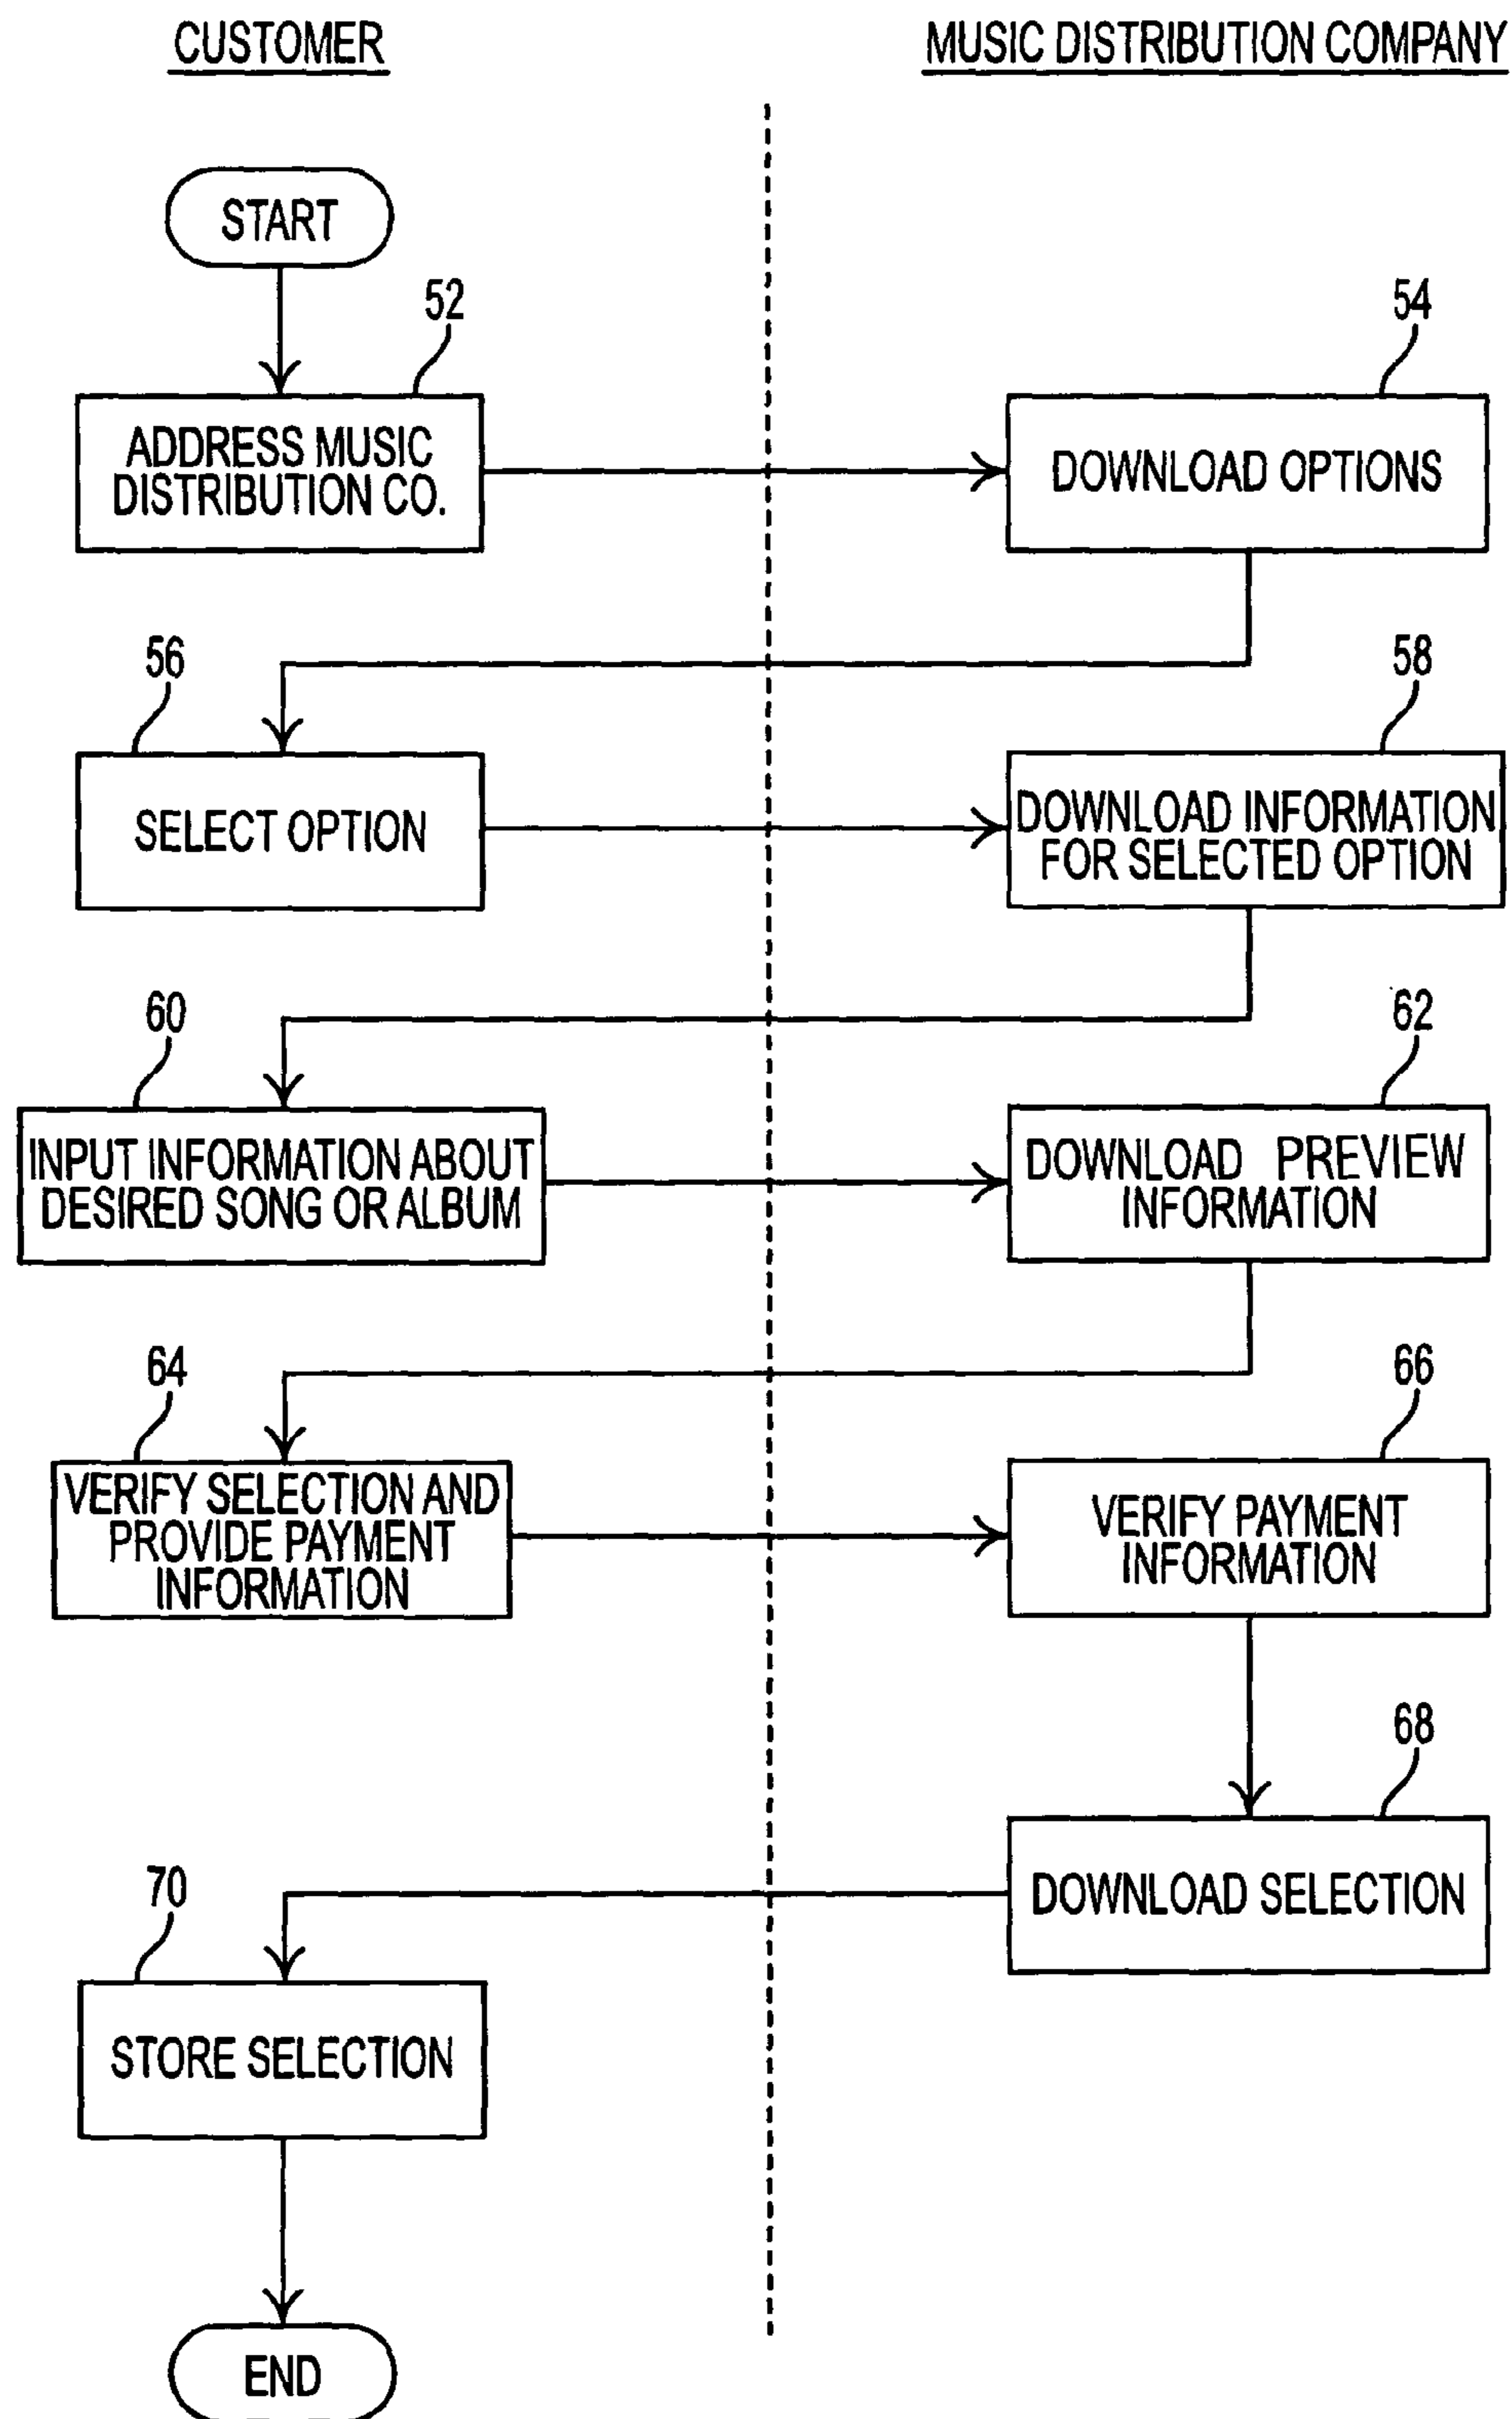 CUSTOMER
MUSIC DISTRIBUTION COMPANY
START
52
ADDRESS MUSIC
DISTRIBUTION CO.
54
DOWNLOAD OPTIONS
56
SELECT OPTION
58
DOWNLOAD INFORMATION
FOR SELECTED OPTION
60
INPUT INFORMATION ABOUT
DESIRED SONG OR ALBUM
62
DOWNLOAD PREVIEW
INFORMATION
64
VERIFY SELECTION AND
PROVIDE PAYMENT
INFORMATION
66
VERIFY PAYMENT
INFORMATION
68
DOWNLOAD SELECTION
70
STORE SELECTION
END